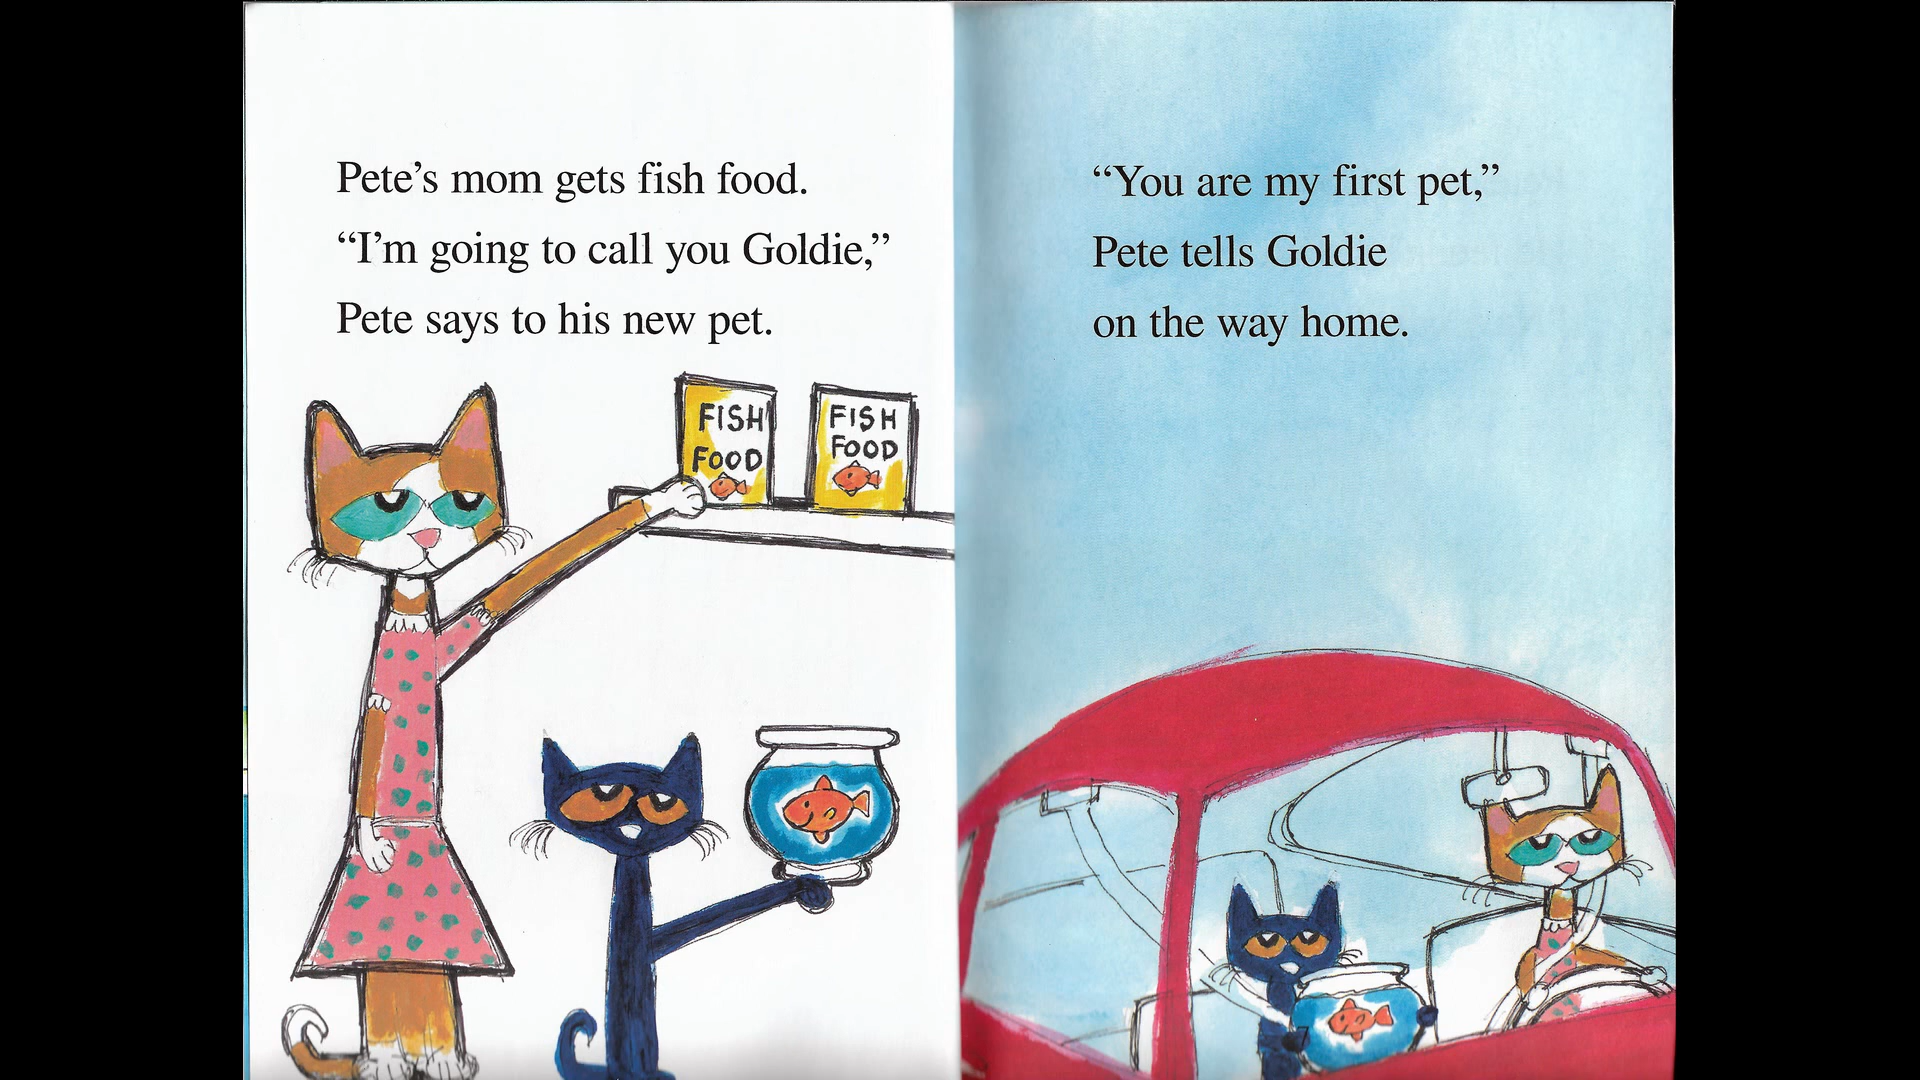 Pete’s mom gets fish food.
“I’m going to call you Goldie,”
Pete says to his new pet.
FISH
FOOD
FISH
FOOD
“You are my first pet,”
Pete tells Goldie
on the way home.